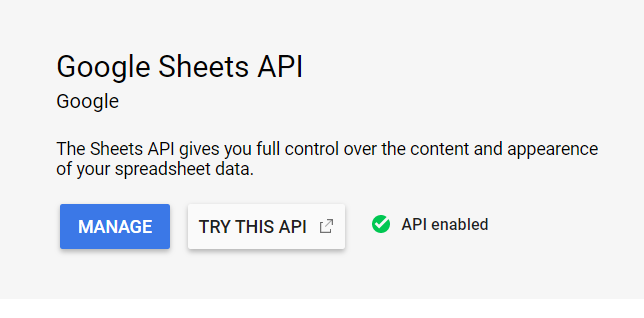 Google Sheets API
Google
The Sheets API gives you full control over the content and appearence
of your spreadsheet data.
MANAGE
TRY THIS API
API enabled